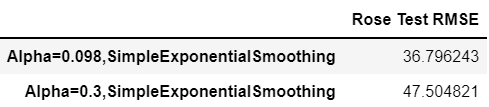 Rose Test RMSE
Alpha=0.098,SimpleExponentialSmoothing 36.796243
Alpha=0.3,SimpleExponentialSmoothing 47.504821